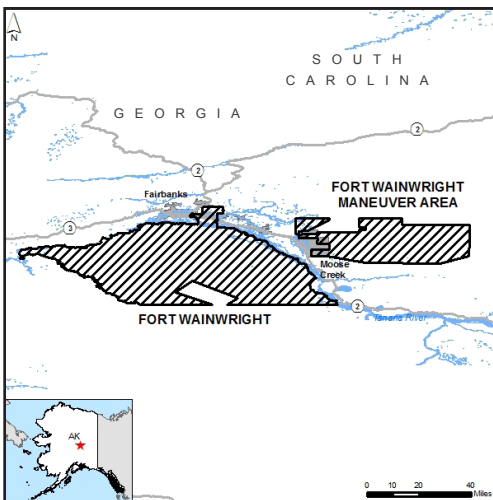 N
SOUTH
CAROLINA
GEORGIA
2
2
Fairbanks
FORT WAINWRIGHT
MANEUVER AREA
3
Moose
Creek
2
FORT WAINWRIGHT
Tanana River
AK
0 10 20 40
Miles